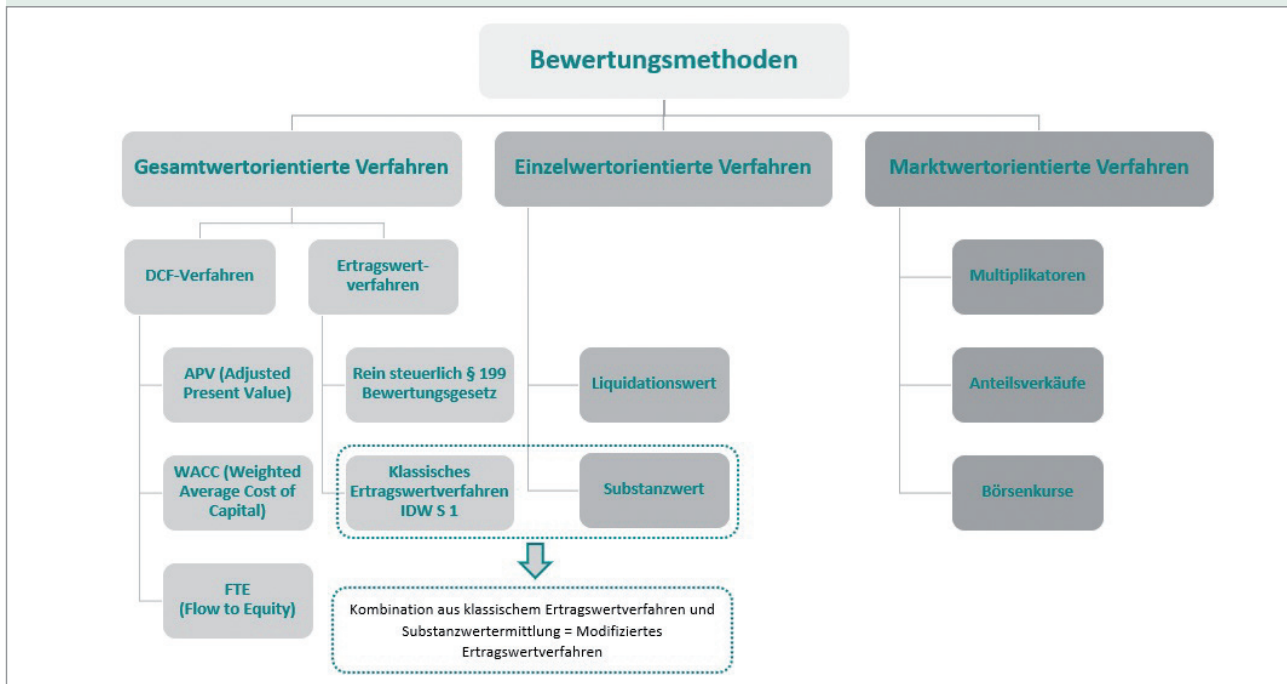 Bewertungsmethoden
Gesamtwertorientierte Verfahren
Einzelwertorientierte Verfahren
Marktwertorientierte Verfahren
DCF-Verfahren
Ertragswert-
verfahren
Multiplikatoren
APV (Adjusted
Present Value)
Rein steuerlich § 199
Bewertungsgesetz
Liquidationswert
Anteilsverkäufe
WACC (Weighted
Average Cost of
Capital)
Klassisches
Ertragswertverfahren
IDW S 1
Substanzwert
Börsenkurse
FTE
(Flow to Equity)
Kombination aus klassischem Ertragswertverfahren und
Substanzwertermittlung = Modifiziertes
Ertragswertverfahren